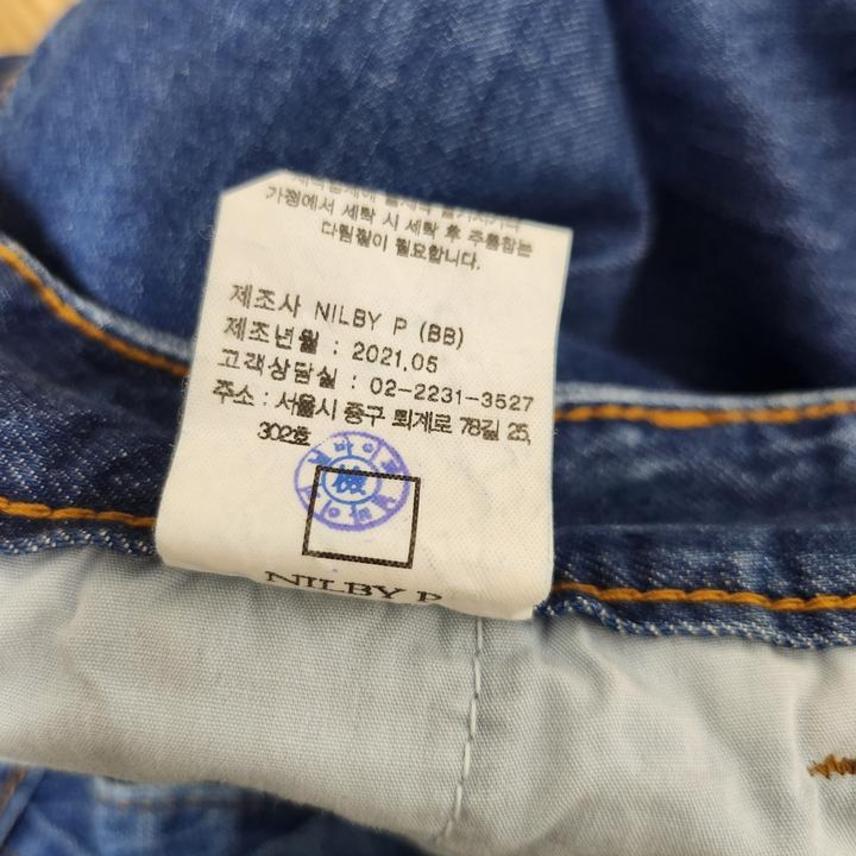 가정에서 세탁 시 세탁 후 주름잡는
다림질이 필요합니다.
제조사 NILBY P (BB)
제조년월 : 2021.05
고객상담실 : 02-2231-3527
주소 : 서울시 중구 퇴계로 78길 25,
302호
NILBY P